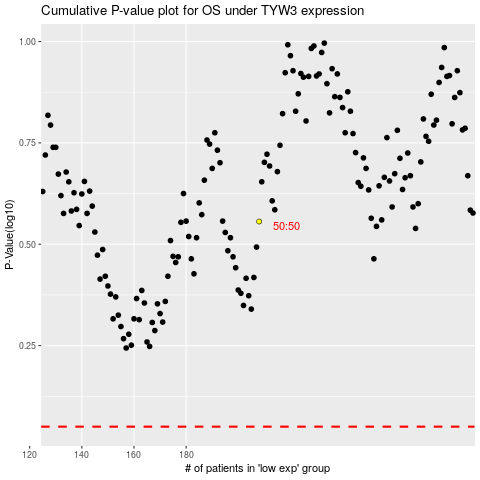 Cumulative P-value plot for OS under TYW3 expression
P-Value(log10)
1.00
0.75
0.50
0.25
50:50
120 140 160 180
# of patients in 'low exp' group